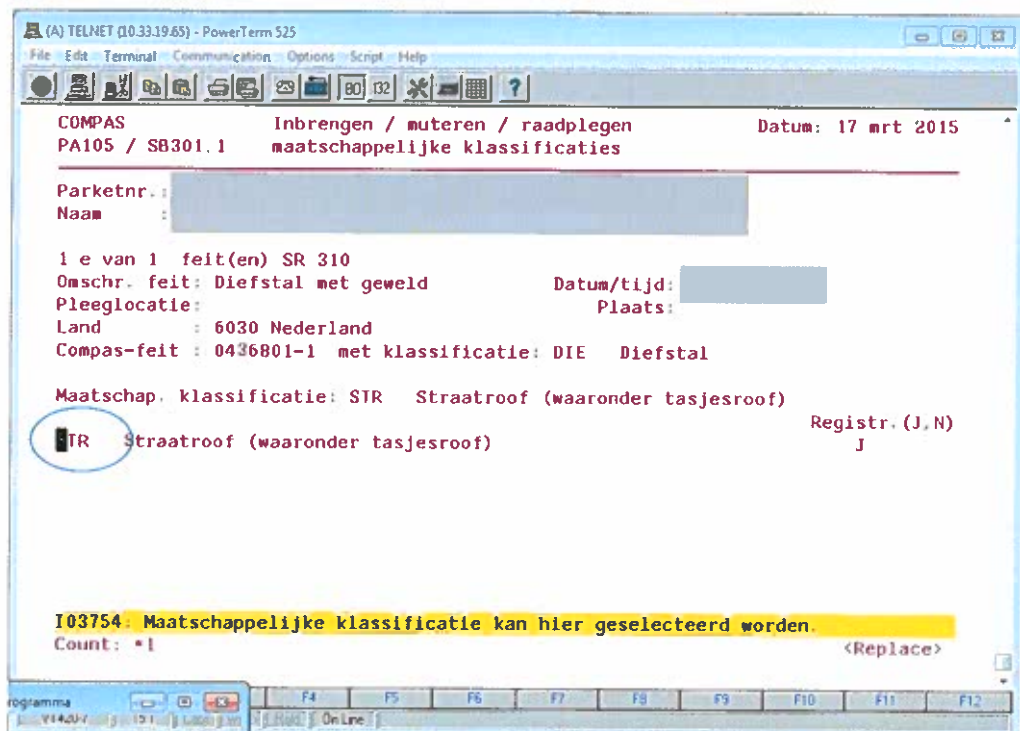 (A) TELNET (10.33.19.65) - PowerTerm 525
File Edit Terminal Communication Options Script Help
80 132 ?
COMPAS Inbrengen / muteren / raadplegen Datum: 17 mrt 2015
PA105 / SB301.1 maatschappelijke klassificaties
Parketnr.:
Naam :
1 e van 1 feit(en) SR 310
Omschr. feit: Diefstal met geweld Datum/tijd:
Pleeglocatie: Plaats:
Land : 6030 Nederland
Compas-feit : 0436801-1 met klassificatie: DIE Diefstal
Maatschap. klassificatie: STR Straatroof (waaronder tasjesroof)
Registr.(J,N)
STR Straatroof (waaronder tasjesroof) J
I03754: Maatschappelijke klassificatie kan hier geselecteerd worden.
Count: *1 <Replace>
rogramma F4 F5 F6 F7 F8 F9 F10 F11 F12
Hold On Line